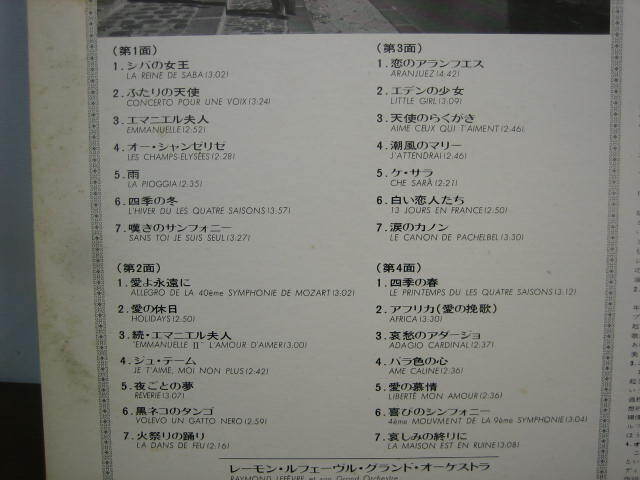 (第1面)
1.シバの女王
LA REINE DE SABA(3:02)
2.ふたりの天使
CONCERTO POUR UNE VOIX(3:24)
3.エマニエル夫人
EMMANUELLE(2:52)
4.オー・シャンゼリゼ
LES CHAMPS-ELYSÉES(2:28)
5.雨
LA PIOGGIA(2:35)
6.四季の冬
L'HIVER DU LES QUATRE SAISONS(3:57)
7.嘆きのサンフォニー
SANS TOI JE SUIS SEUL(3:27)
(第2面)
1.愛よ永遠に
ALLEGRO DE LA 40ème SYMPHONIE DE MOZART(3:02)
2.愛の休日
HOLIDAYS(2:50)
3.続・エマニエル夫人
"EMMANUELLE II" L'AMOUR D'AIMER(3:00)
4.ジュ・テーム
JE T'AIME, MOI NON PLUS(2:42)
5.夜ごとの夢
REVERIE(3:07)
6.黒ネコのタンゴ
VOLEVO UN GATTO NERO(2:59)
7.火祭りの踊り
LA DANS DE FEU(2:16)
(第3面)
1.恋のアランフエス
ARANJUEZ(4:42)
2.エデンの少女
LITTLE GIRL(3:09)
3.天使のらくがき
AIME CEUX QUI T'AIMENT(2:46)
4.潮風のマリー
J'ATTENDRAI(2:46)
5.ケ・サラ
CHE SARÀ(2:21)
6.白い恋人たち
13 JOURS EN FRANCE(2:50)
7.涙のカノン
LE CANON DE PACHELBEL(3:30)
(第4面)
1.四季の春
LE PRINTEMPS DU LES QUATRE SAISONS(3:12)
2.アフリカ(愛の挽歌)
AFRICA(3:30)
3.哀愁のアダージョ
ADAGIO CARDINAL(2:37)
4.バラ色の心
AME CALINE(2:36)
5.愛の慕情
LIBERTÉ MON AMOUR(2:36)
6.喜びのシンフォニー
4ème MOUVMENT DE LA 9ème SYMPHONIE(3:04)
7.哀しみの終りに
LA MAISON EST EN RUINE(3:08)
レーモン・ルフェーヴル・グランド・オーケストラ
RAYMOND LEFÈVRE et son Grand Orchestre